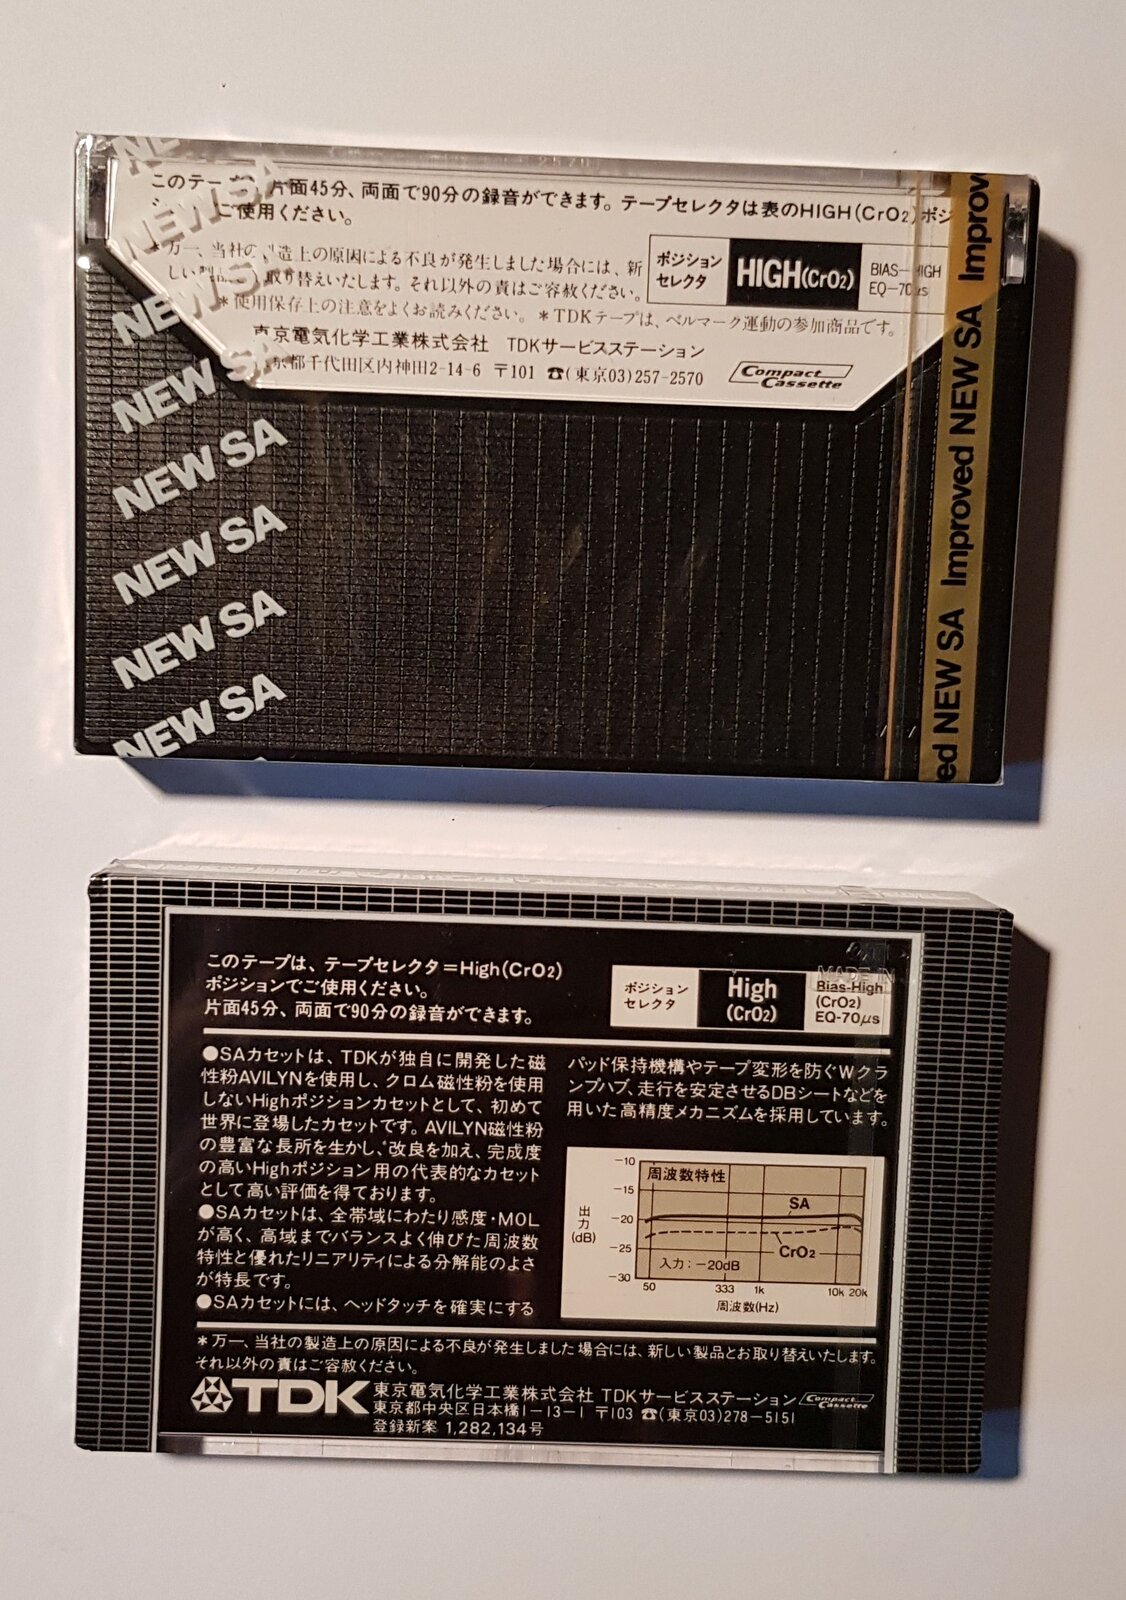 NEW SA
このテー 片面45分、両面で90分の録音ができます。テープセレクタは表のHIGH(CrO2)ポジ
ご使用ください。
万一、当社の 造上の原因による不良が発生しました場合には、新
しい 取り替えいたします。それ以外の責はご容赦ください。
*使用保存上の注意をよくお読みください。*TDKテープは、ベルマーク運動の参加商品です。
東京電気化学工業株式会社 TDKサービスステーション
京都千代田区内神田2-14-6 〒101 ☎(東京03)257-2570
ポジション
セレクタ
HIGH(CrO2)
BIAS-HIGH
EQ-70μs
Compact
Cassette
NEW SA
NEW SA
NEW SA
NEW SA
NEW SA
NEW SA
NEW SA
ed NEW SA Improved NEW SA Improv
このテープは、テープセレクタ=High(CrO2)
ポジションでご使用ください。
片面45分、両面で90分の録音ができます。
ポジション
セレクタ
High
(CrO2)
MADE IN
Bias-High
(CrO2)
EQ-70μs
●SAカセットは、TDKが独自に開発した磁
性粉AVILYNを使用し、クロム磁性粉を使用
しないHighポジションカセットとして、初めて
世界に登場したカセットです。AVILYN磁性粉
の豊富な長所を生かし、改良を加え、完成度
の高いHighポジション用の代表的なカセット
として高い評価を得ております。
●SAカセットは、全帯域にわたり感度・MOL
が高く、高域までバランスよく伸びた周波数
特性と優れたリニアリティによる分解能のよさ
が特長です。
●SAカセットには、ヘッドタッチを確実にする
パッド保持機構やテープ変形を防ぐWクラ
ンプハブ、走行を安定させるDBシートなどを
用いた高精度メカニズムを採用しています。
周波数特性
出力(dB)
-10
-15
-20
-25
-30
SA
CrO2
入力:-20dB
50 333 1k 10k 20k
周波数(Hz)
*万一、当社の製造上の原因による不良が発生しました場合には、新しい製品とお取り替えいたします。
それ以外の責はご容赦ください。
TDK
東京電気化学工業株式会社 TDKサービスステーション
東京都中央区日本橋1-13-1 〒103 ☎(東京03)278-5151
登録新案 1,282,134号
Compact
Cassette